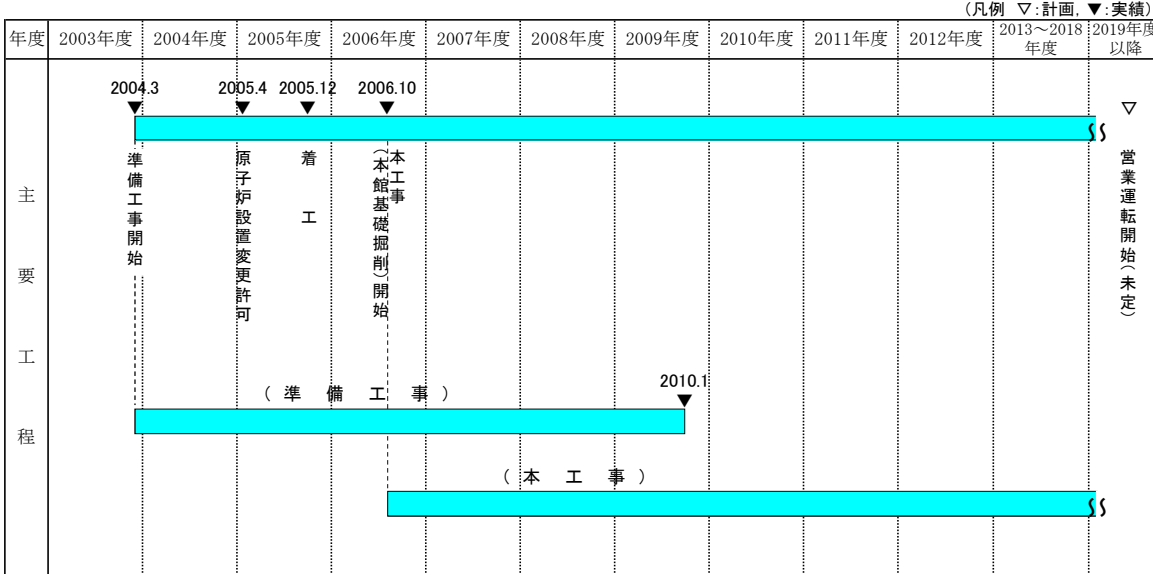 (凡例 ▽:計画, ▼:実績)
年度 2003年度 2004年度 2005年度 2006年度 2007年度 2008年度 2009年度 2010年度 2011年度 2012年度 2013～2018年度 2019年度以降
主要工程
2004.3 2005.4 2005.12 2006.10
▼ ▼ ▼ ▼ ▽
準備工事開始
原子炉設置変更許可
着工
本工事
(本館基礎掘削)開始
営業運転開始(未定)
(準備工事)
2010.1
▼
(本工事)